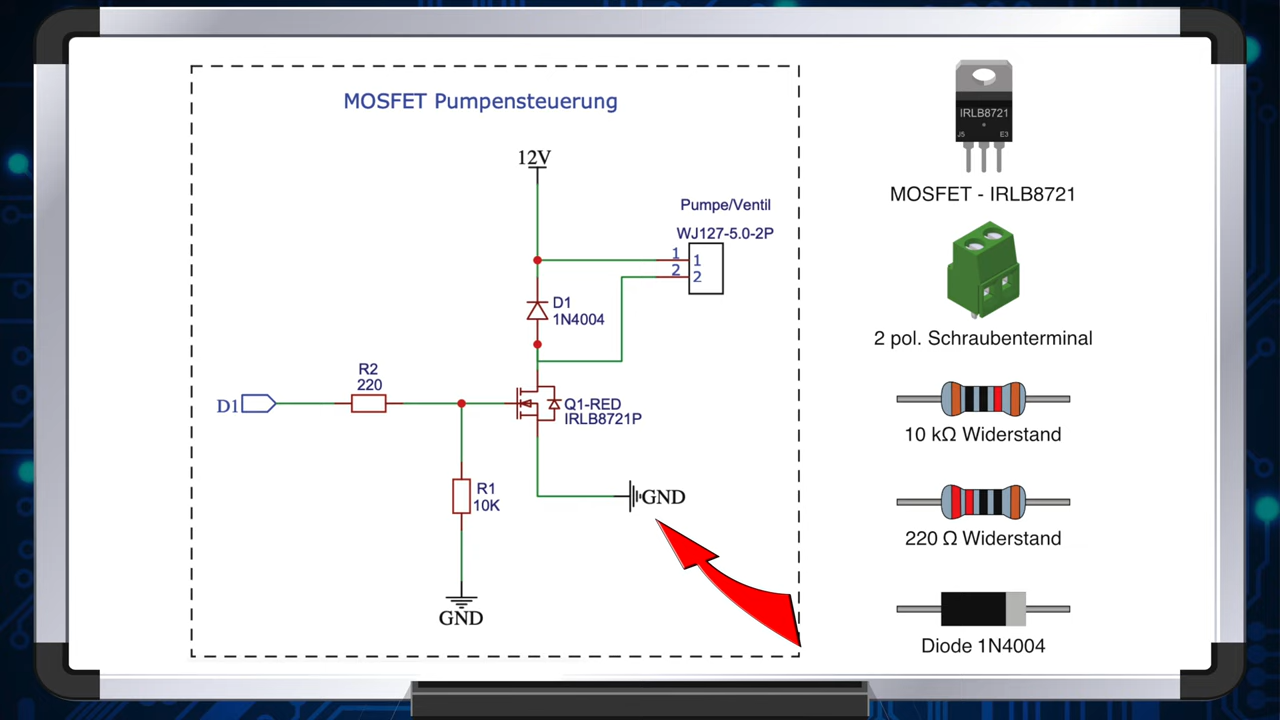 MOSFET Pumpensteuerung
12V
Pumpe/Ventil
WJ127-5.0-2P
1
1
2
2
D1
1N4004
R2
220
D1
Q1-RED
IRLB8721P
R1
10K
GND
GND
IRLB8721
J5
E3
MOSFET - IRLB8721
2 pol. Schraubenterminal
10 kΩ Widerstand
220 Ω Widerstand
Diode 1N4004